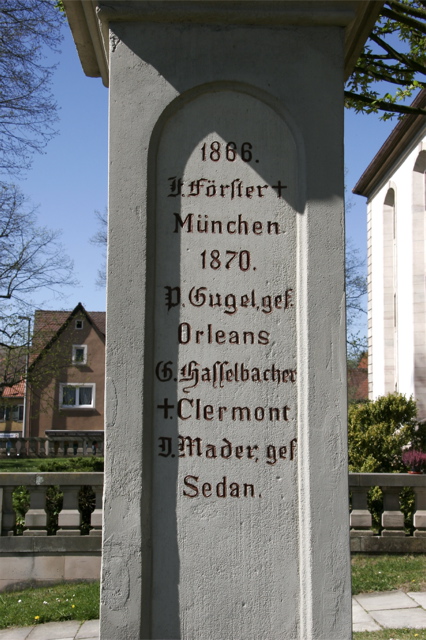 1866.
F. Förster +
München
1870.
P. Gugel, gef.
Orleans
G. Hasselbacher
+ Clermont.
D. Mader, gef
Sedan.